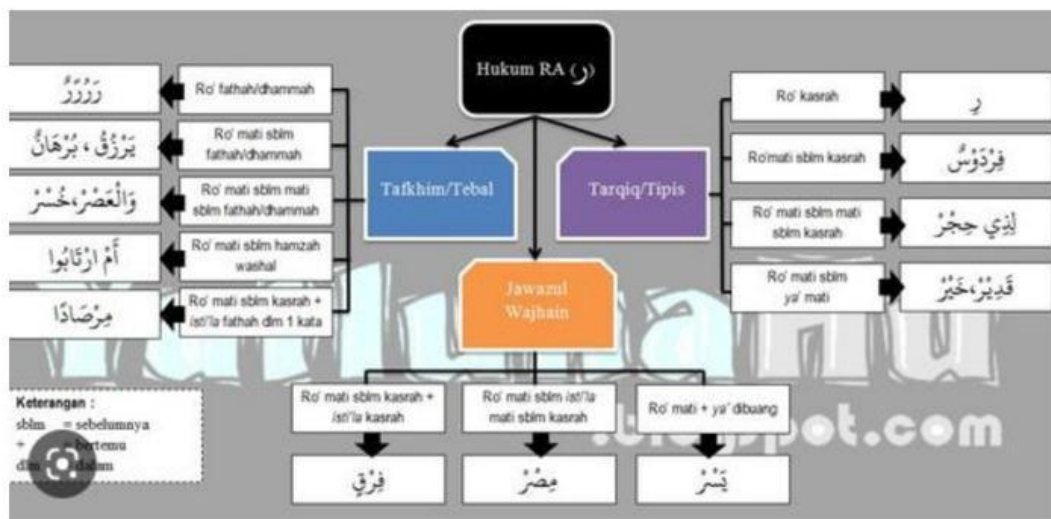 Hukum RA (ر)
Tafkhim/Tebal
رَرُرَرٌ
Ro' fathah/dhammah
يَرْزُقُ ، بُرْهَانٌ
Ro' mati sblm
fathah/dhammah
وَالْعَصْرْ،خُسْرْ
Ro' mati sblm mati
sblm fathah/dhammah
أَمْ ارْتَابُوا
Ro' mati sblm hamzah
washal
مِرْصَادًا
Ro' mati sblm kasrah +
isti'la fathah dlm 1 kata
Tarqiq/Tipis
Ro' kasrah
رِ
Ro'mati sblm kasrah
فِرْدَوْسٌ
Ro' mati sblm mati
sblm kasrah
لِذِي حِجْرْ
Ro' mati sblm
ya' mati
قَدِيْرْ،خَيْرْ
Jawazul
Wajhain
Ro' mati sblm kasrah +
isti'la kasrah
فِرْقٍ
Ro' mati sblm isti'la
mati sblm kasrah
مِصْرْ
Ro' mati + ya' dibuang
يَسْرْ
Keterangan :
sblm = sebelumnya
+ = bertemu
dlm = dalam
.blogspot.com